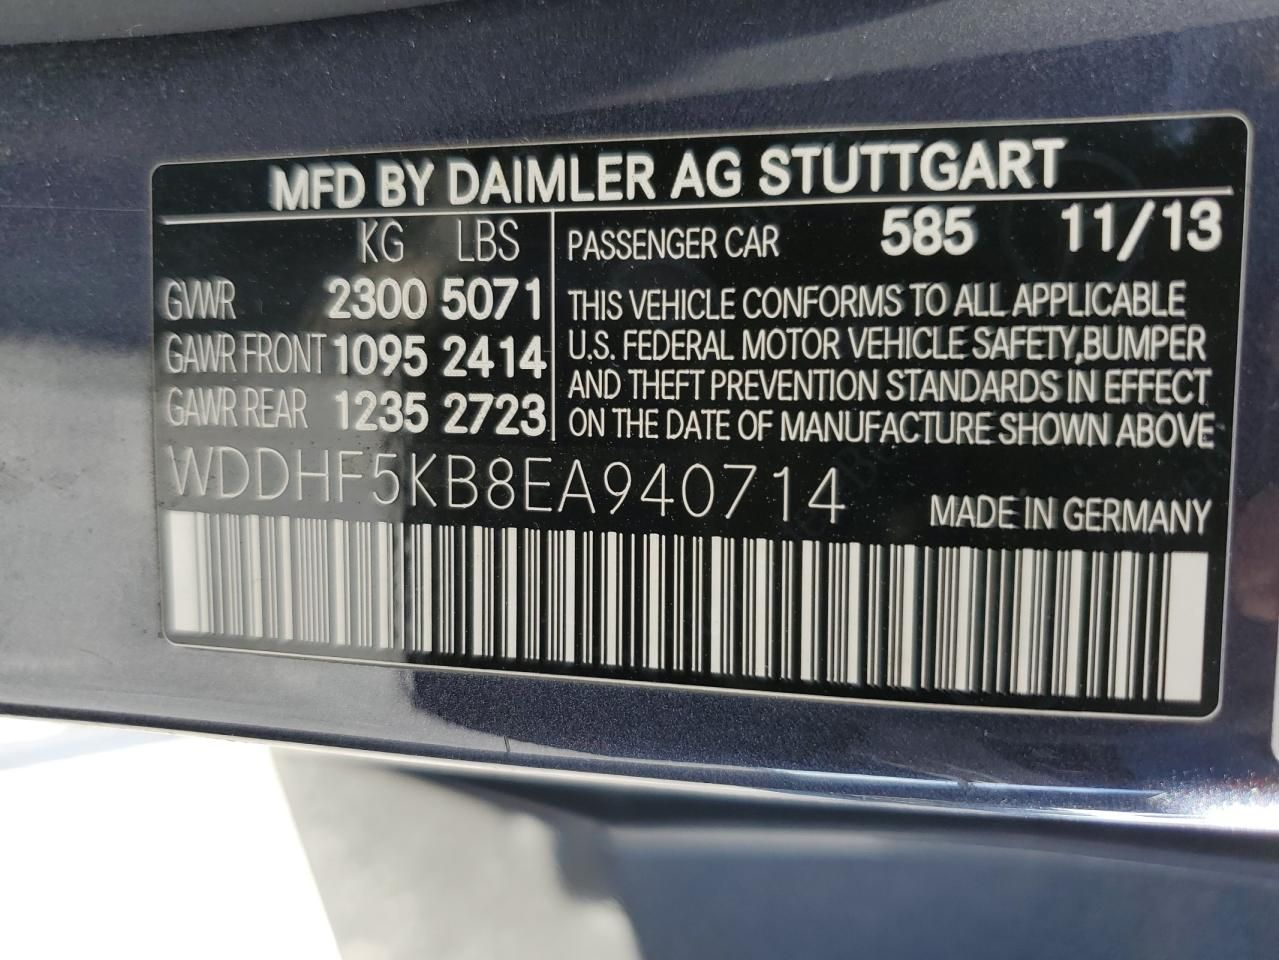 MFD BY DAIMLER AG STUTTGART
KG LBS
GVWR 2300 5071
GAWR FRONT 1095 2414
GAWR REAR 1235 2723
PASSENGER CAR 585 11/13
THIS VEHICLE CONFORMS TO ALL APPLICABLE
U.S. FEDERAL MOTOR VEHICLE SAFETY,BUMPER
AND THEFT PREVENTION STANDARDS IN EFFECT
ON THE DATE OF MANUFACTURE SHOWN ABOVE
WDDHF5KB8EA940714
MADE IN GERMANY